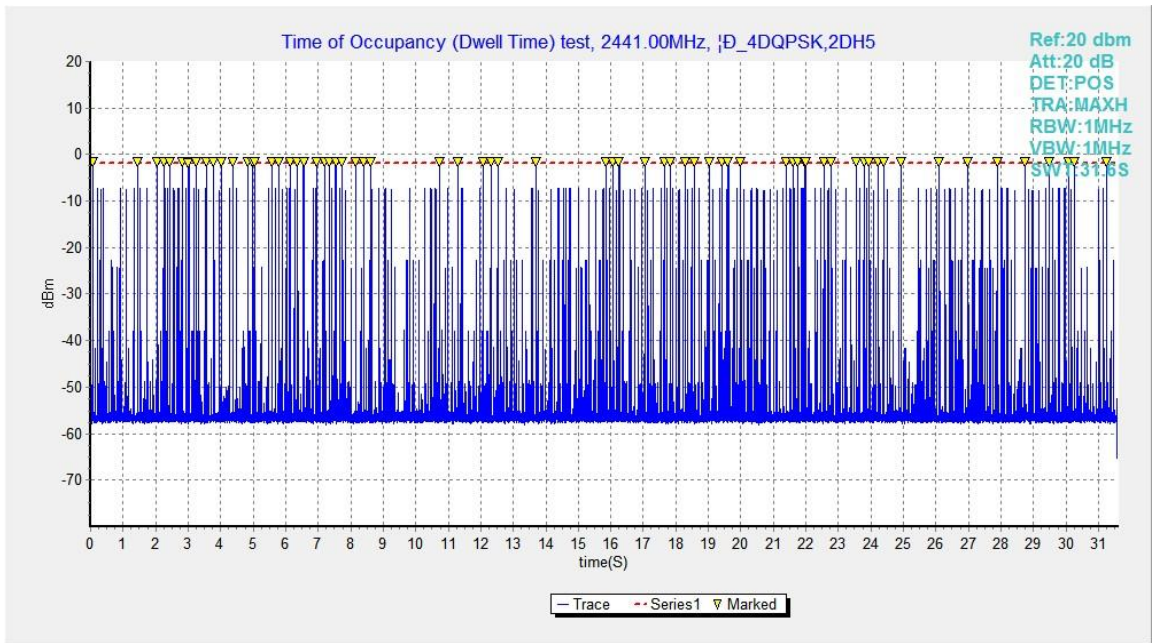 Time of Occupancy (Dwell Time) test, 2441.00MHz, ¦Ð_4DQPSK,2DH5
Ref:20 dbm
Att:20 dB
DET:POS
TRA:MAXH
RBW:1MHz
VBW:1MHz
SWT:31.6S
20
10
0
-10
-20
-30
-40
-50
-60
-70
dBm
0 1 2 3 4 5 6 7 8 9 10 11 12 13 14 15 16 17 18 19 20 21 22 23 24 25 26 27 28 29 30 31
time(S)
Trace Series1 Marked